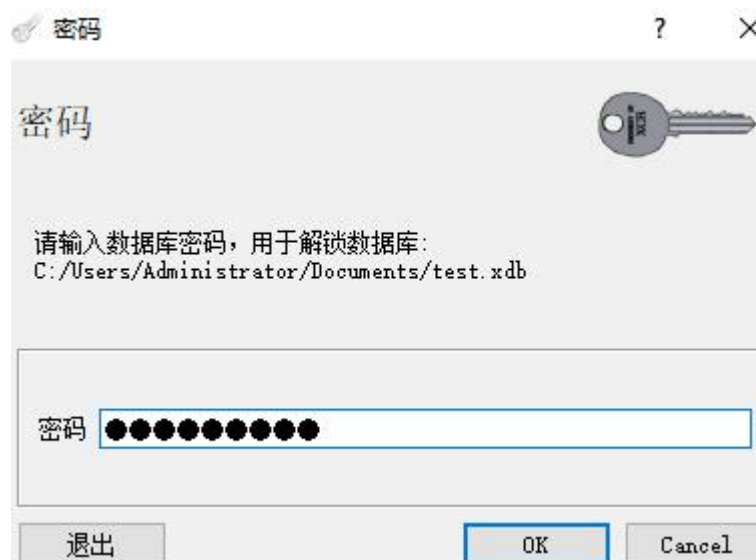 密码
?
密码
请输入数据库密码，用于解锁数据库:
C:/Users/Administrator/Documents/test.xdb
密码 ●●●●●●●●●
退出 OK Cancel